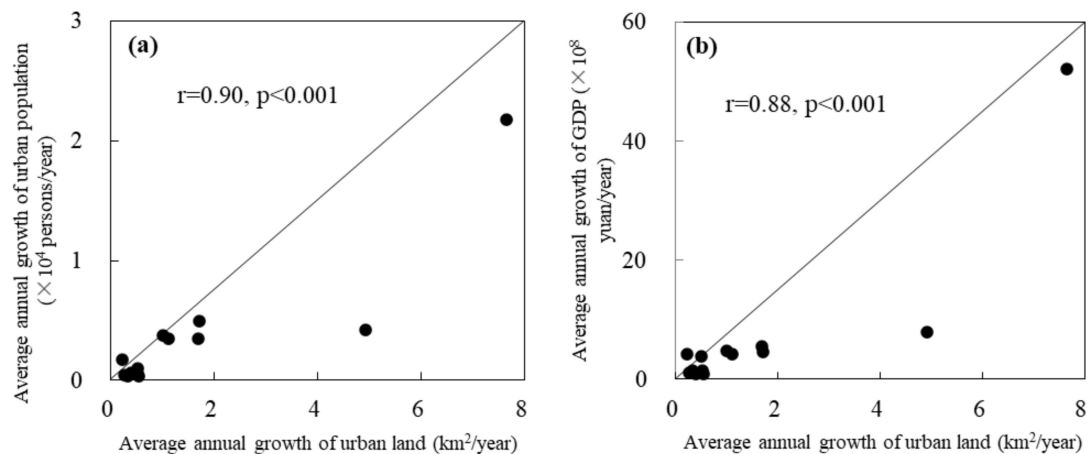 (a)
r=0.90, p<0.001
Average annual growth of urban population
(×10⁴ persons/year)
3
2
1
0
0 2 4 6 8
Average annual growth of urban land (km²/year)
(b)
r=0.88, p<0.001
Average annual growth of GDP (×10⁸
yuan/year)
60
40
20
0
0 2 4 6 8
Average annual growth of urban land (km²/year)